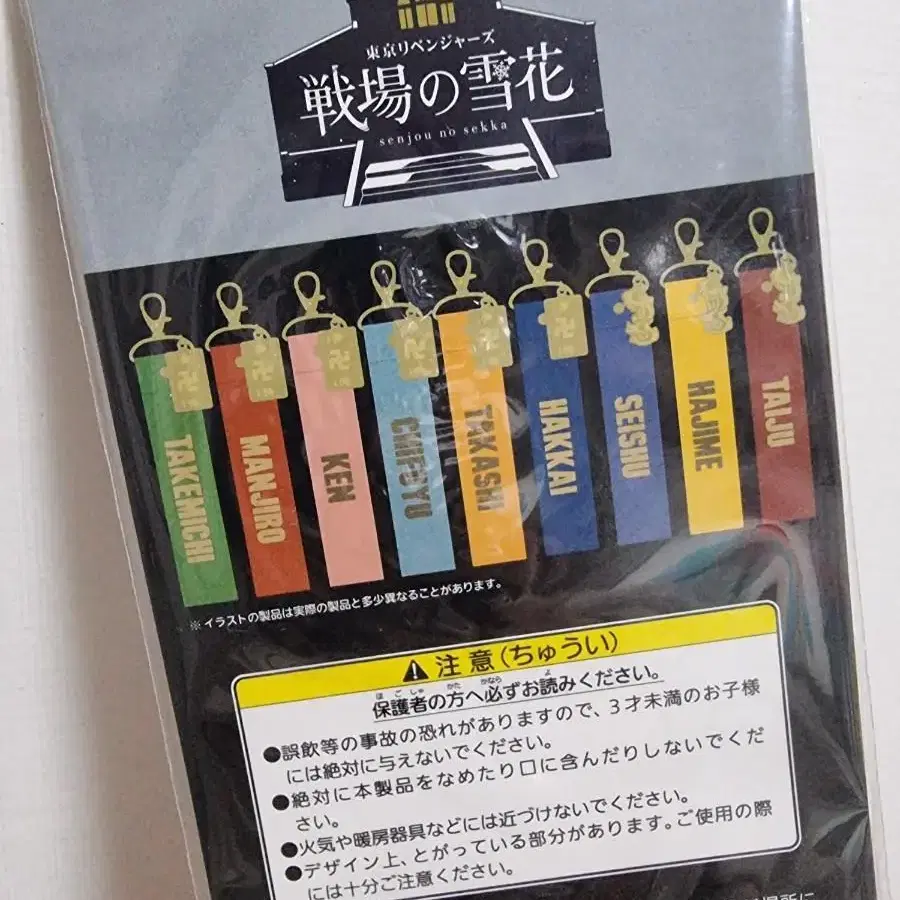 東京リベンジャーズ
戦場の雪花
senjou no sekka
TAKEMICHI
MANJIRO
KEN
CHIFUYU
TAKASHI
HAKKAI
SEISHU
HAJIME
TAIJU
※イラストの製品は実際の製品と多少異なることがあります。
注意(ちゅうい)
保護者の方へ必ずお読みください。
●誤飲等の事故の恐れがありますので、3才未満のお子様
には絶対に与えないでください。
●絶対に本製品をなめたり口に含んだりしないでくだ
さい。
●火気や暖房器具などには近づけないでください。
●デザイン上、とがっている部分があります。ご使用の際
には十分ご注意ください。